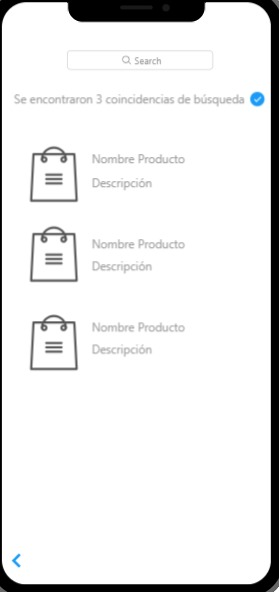 Search
Se encontraron 3 coincidencias de búsqueda
Nombre Producto
Descripción
Nombre Producto
Descripción
Nombre Producto
Descripción